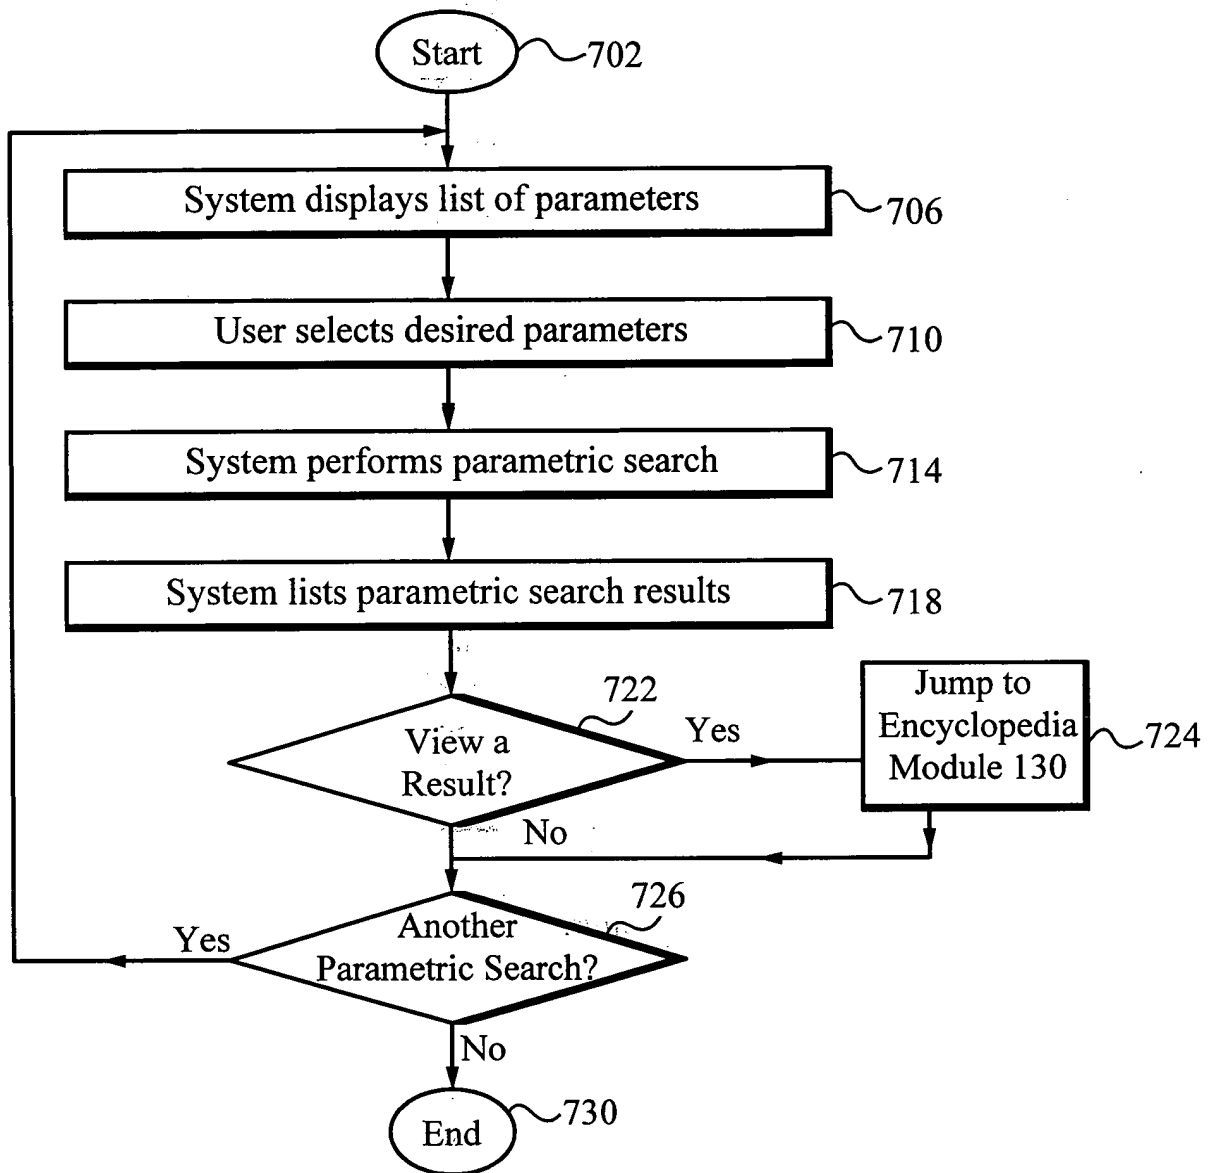 Start
702
System displays list of parameters
706
User selects desired parameters
710
System performs parametric search
714
System lists parametric search results
718
722
View a
Result?
Yes
Jump to
Encyclopedia
Module 130
724
No
726
Another
Parametric Search?
Yes
No
End
730